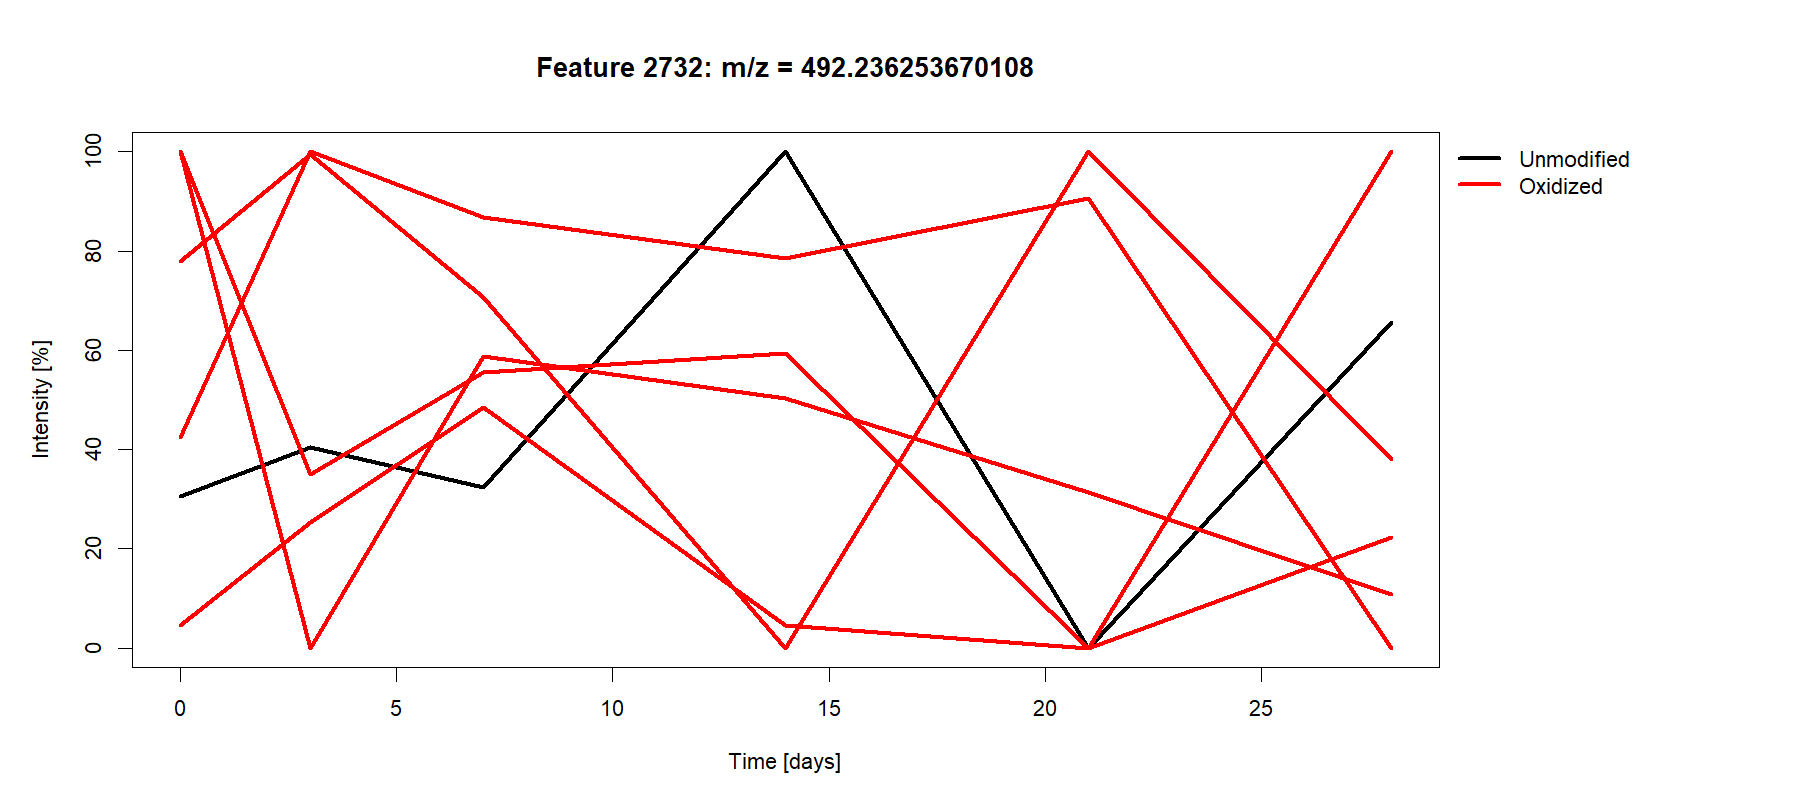 Feature 2732: m/z = 492.236253670108
100
80
60
40
20
0
Intensity [%]
0 5 10 15 20 25
Time [days]
Unmodified
Oxidized